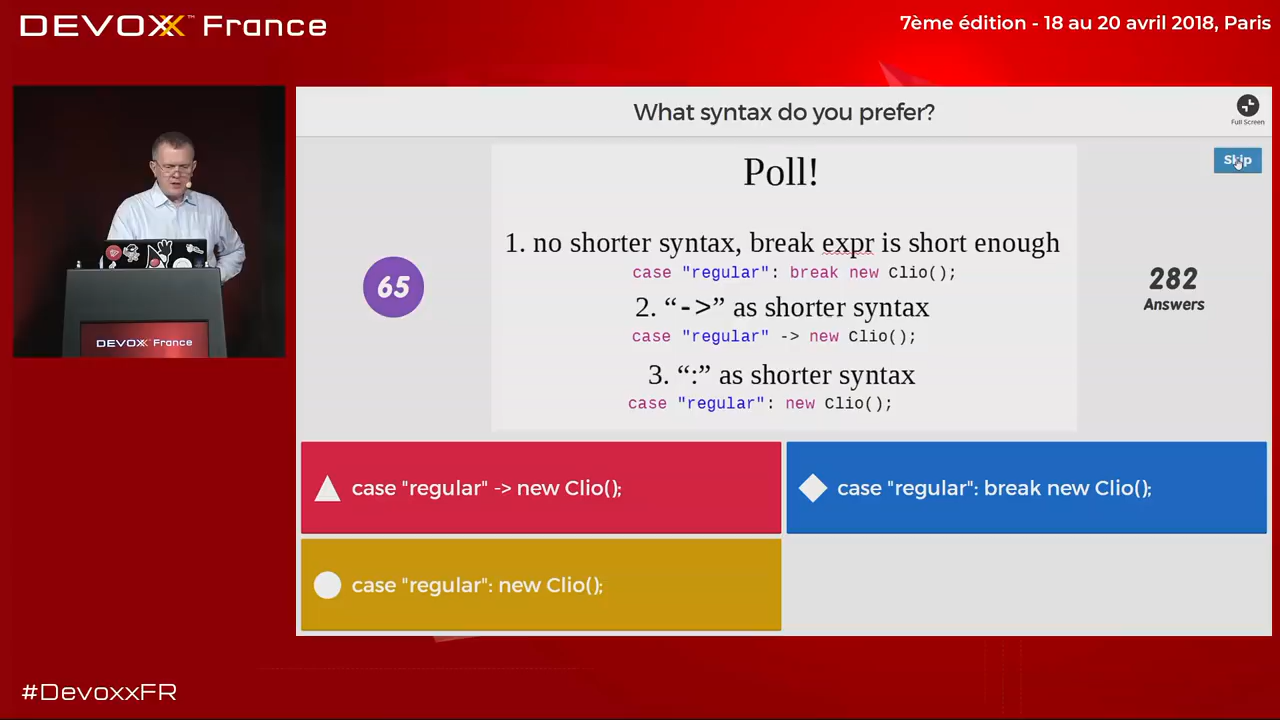 DEVOXX™ France
7ème édition - 18 au 20 avril 2018, Paris
What syntax do you prefer?
Full Screen
Skip
Poll!
1. no shorter syntax, break expr is short enough
case "regular": break new Clio();
2. “->” as shorter syntax
case "regular" -> new Clio();
3. “:” as shorter syntax
case "regular": new Clio();
65
282
Answers
DEVOXX France
case "regular" -> new Clio();
case "regular": break new Clio();
case "regular": new Clio();
#DevoxxFR